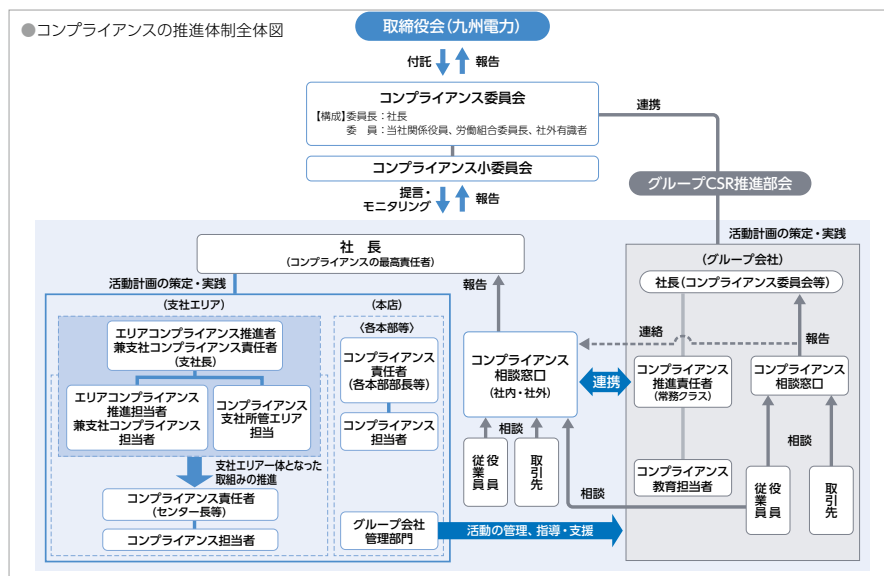 ●コンプライアンスの推進体制全体図
取締役会(九州電力)
付託
報告
コンプライアンス委員会
【構成】委員長：社長
委　員：当社関係役員、労働組合委員長、社外有識者
連携
コンプライアンス小委員会
グループCSR推進部会
提言・
モニタリング
報告
社 長
(コンプライアンスの最高責任者)
活動計画の策定・実践
報告
(支社エリア)
エリアコンプライアンス推進者
兼支社コンプライアンス責任者
(支社長)
エリアコンプライアンス
推進担当者
兼支社コンプライアンス
担当者
コンプライアンス
支社所管エリア
担当
支社エリア一体となった
取組みの推進
コンプライアンス責任者
(センター長等)
コンプライアンス担当者
(本店)
〈各本部等〉
コンプライアンス
責任者
(各本部部長等)
コンプライアンス
担当者
グループ会社
管理部門
活動の管理、指導・支援
コンプライアンス
相談窓口
(社内・社外)
連携
連絡
相談
役員
従業員
取引先
相談
活動計画の策定・実践
(グループ会社)
社長(コンプライアンス委員会等)
報告
コンプライアンス
推進責任者
(常務クラス)
コンプライアンス
相談窓口
相談
コンプライアンス
教育担当者
役員
従業員
取引先